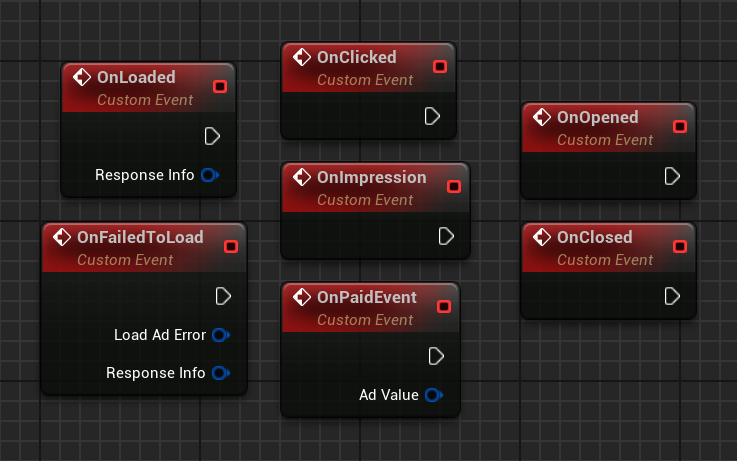 OnLoaded
Custom Event
Response Info
OnFailedToLoad
Custom Event
Load Ad Error
Response Info
OnClicked
Custom Event
OnImpression
Custom Event
OnPaidEvent
Custom Event
Ad Value
OnOpened
Custom Event
OnClosed
Custom Event